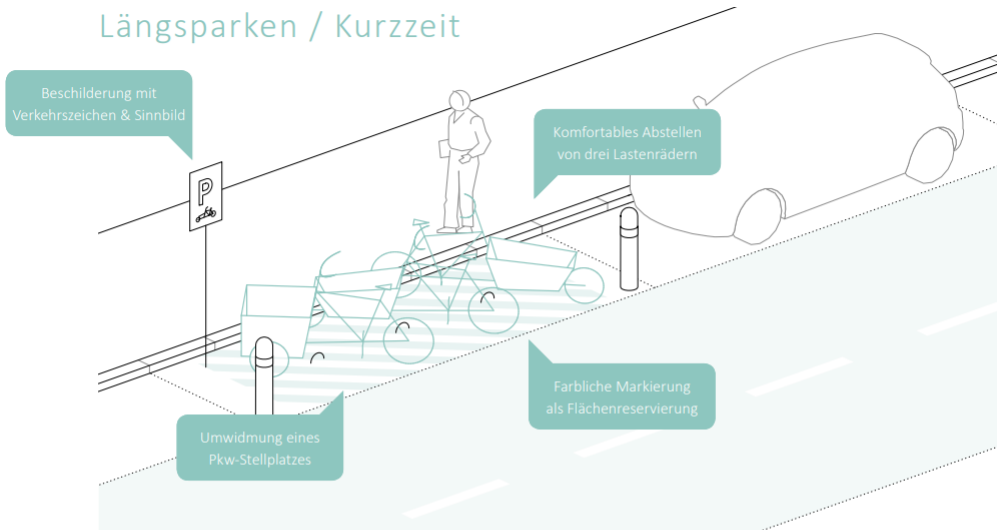 Längsparken / Kurzzeit
Beschilderung mit
Verkehrszeichen & Sinnbild
Komfortables Abstellen
von drei Lastenrädern
P
Farbliche Markierung
als Flächenreservierung
Umwidmung eines
Pkw-Stellplatzes